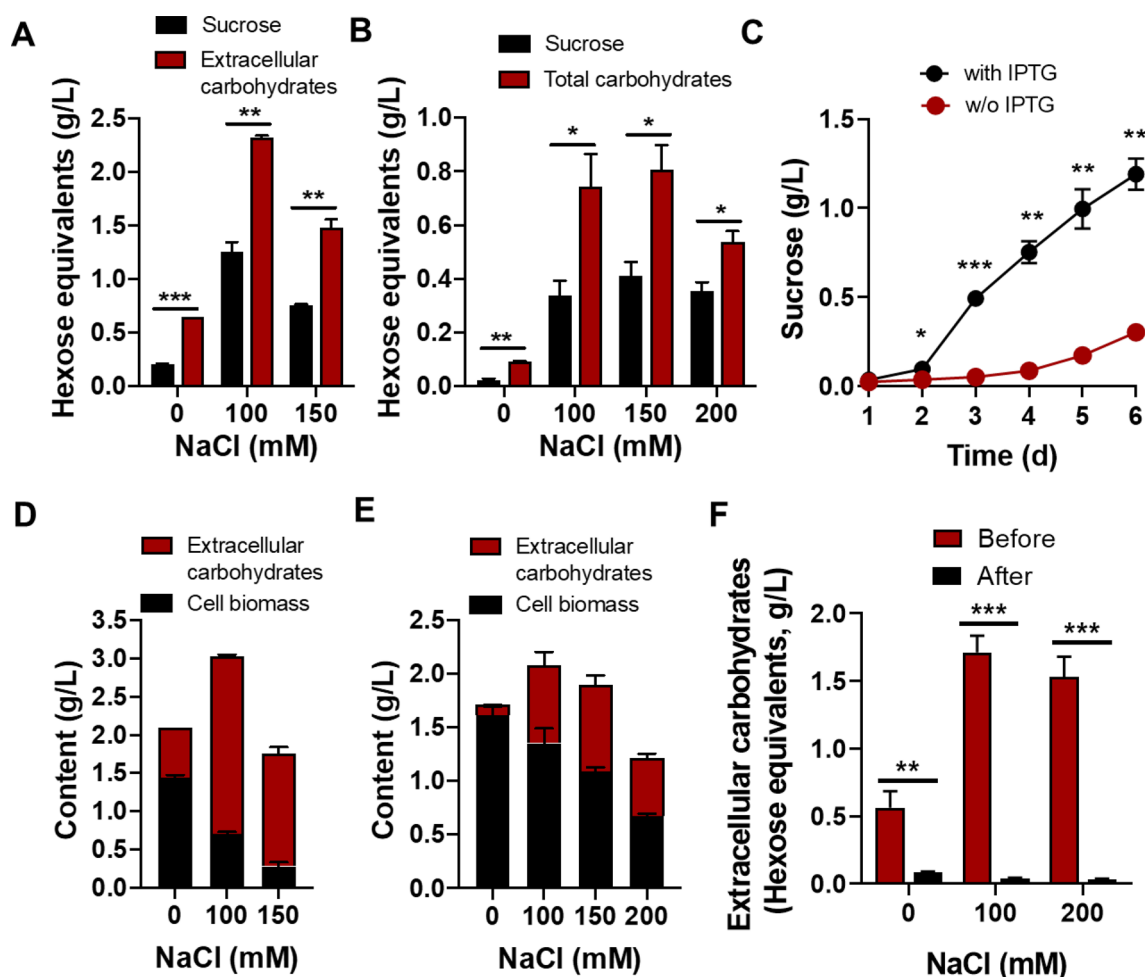 A
Sucrose
Extracellular
carbohydrates
Hexose equivalents (g/L)
2.5
2.0
1.5
1.0
0.5
0.0
***
**
**
0
100
150
NaCl (mM)
B
Sucrose
Total carbohydrates
Hexose equivalents (g/L)
1.0
0.8
0.6
0.4
0.2
0.0
**
*
*
*
0
100
150
200
NaCl (mM)
C
with IPTG
w/o IPTG
Sucrose (g/L)
1.5
1.0
0.5
0.0
*
***
**
**
**
1
2
3
4
5
6
Time (d)
D
Extracellular
carbohydrates
Cell biomass
Content (g/L)
3.5
3.0
2.5
2.0
1.5
1.0
0.5
0.0
0
100
150
NaCl (mM)
E
Extracellular
carbohydrates
Cell biomass
Content (g/L)
2.5
2.0
1.5
1.0
0.5
0.0
0
100
150
200
NaCl (mM)
F
Before
After
Extracellular carbohydrates
(Hexose equivalents, g/L)
2.0
1.5
1.0
0.5
0.0
**
***
***
0
100
200
NaCl (mM)